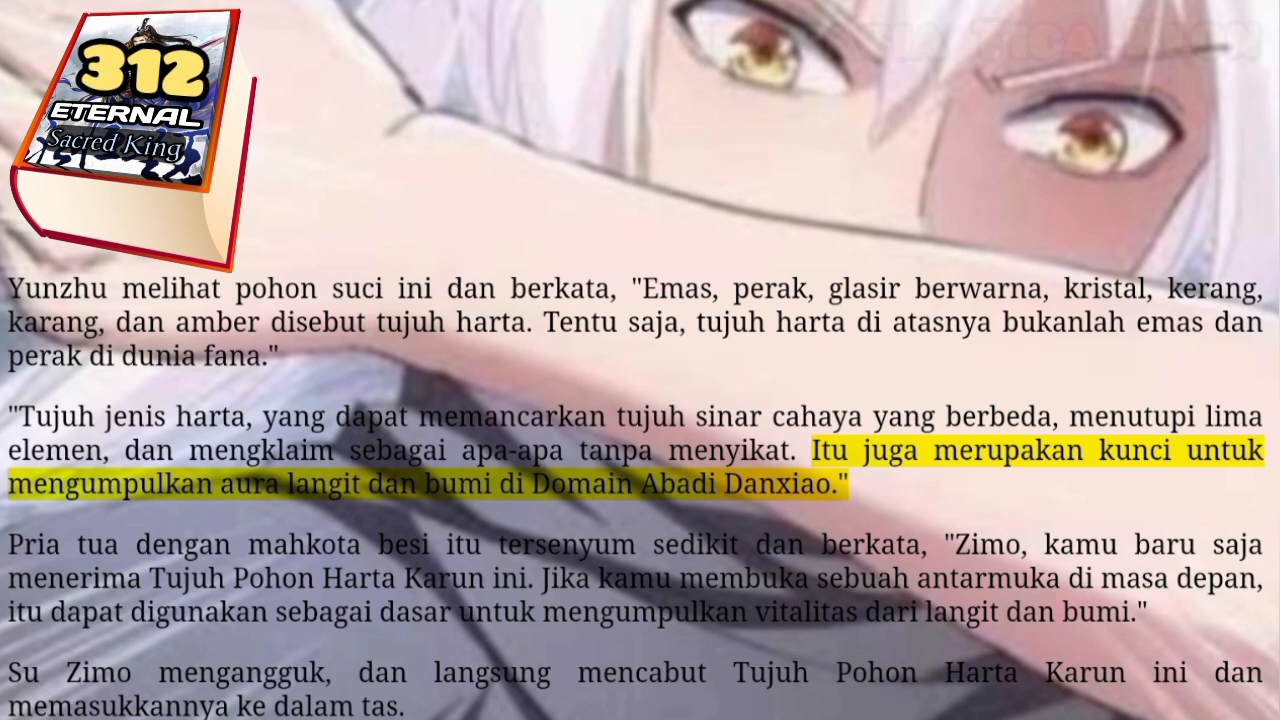 312
ETERNAL
Sacred King
Yunzhu melihat pohon suci ini dan berkata, "Emas, perak, glasir berwarna, kristal, kerang,
karang, dan amber disebut tujuh harta. Tentu saja, tujuh harta di atasnya bukanlah emas dan
perak di dunia fana."
"Tujuh jenis harta, yang dapat memancarkan tujuh sinar cahaya yang berbeda, menutupi lima
elemen, dan mengklaim sebagai apa-apa tanpa menyikat. Itu juga merupakan kunci untuk
mengumpulkan aura langit dan bumi di Domain Abadi Danxiao."
Pria tua dengan mahkota besi itu tersenyum sedikit dan berkata, "Zimo, kamu baru saja
menerima Tujuh Pohon Harta Karun ini. Jika kamu membuka sebuah antarmuka di masa depan,
itu dapat digunakan sebagai dasar untuk mengumpulkan vitalitas dari langit dan bumi."
Su Zimo mengangguk, dan langsung mencabut Tujuh Pohon Harta Karun ini dan
memasukkannya ke dalam tas.